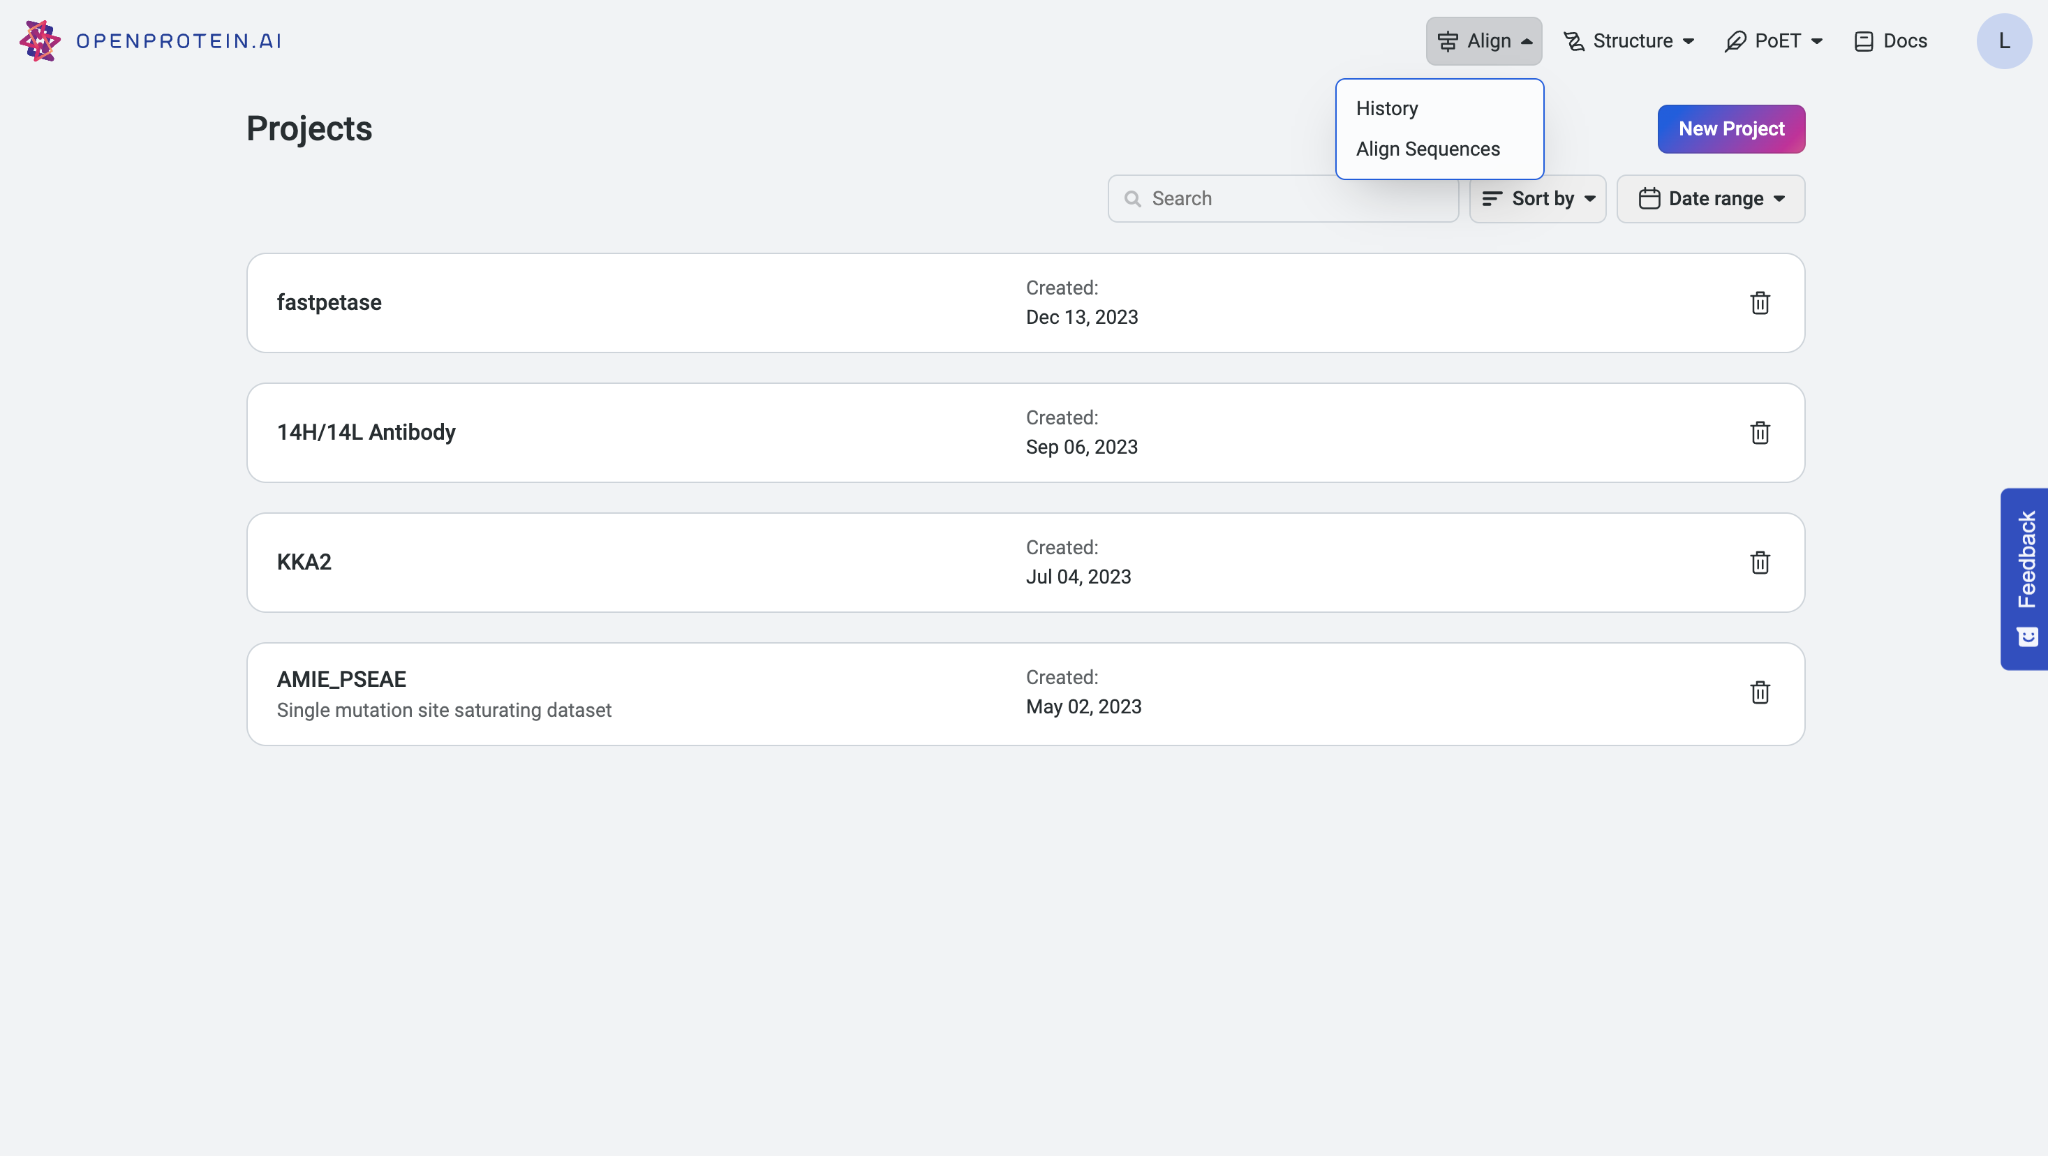 OPENPROTEIN.AI
Align
Structure
PoET
Docs
L
History
Align Sequences
Projects
New Project
Search
Sort by
Date range
fastpetase
Created:
Dec 13, 2023
14H/14L Antibody
Created:
Sep 06, 2023
KKA2
Created:
Jul 04, 2023
AMIE_PSEAE
Single mutation site saturating dataset
Created:
May 02, 2023
Feedback